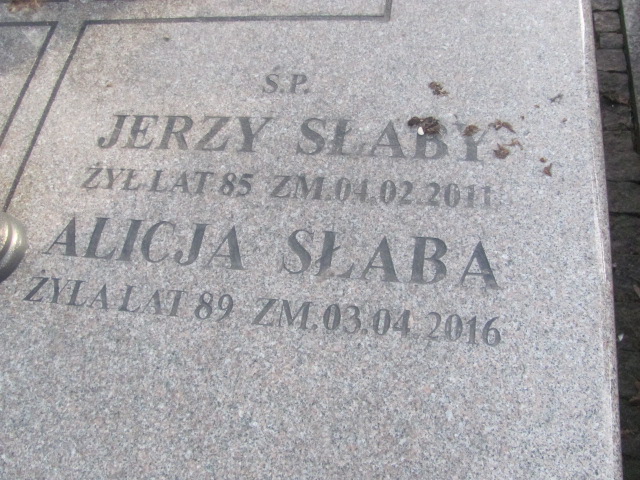 Ś.P.
JERZY SŁABY
ŻYŁ LAT 85 ZM.04.02.2011
ALICJA SŁABA
ŻYŁA LAT 89 ZM.03.04.2016